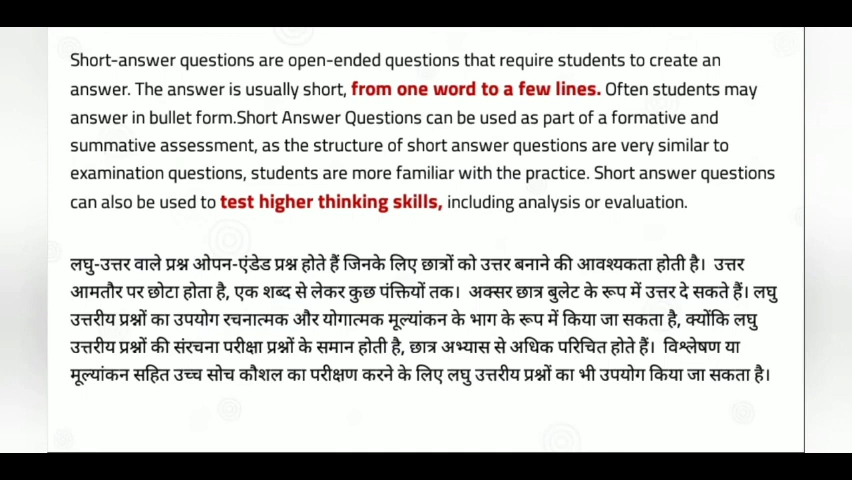 Short-answer questions are open-ended questions that require students to create an
answer. The answer is usually short, from one word to a few lines. Often students may
answer in bullet form.Short Answer Questions can be used as part of a formative and
summative assessment, as the structure of short answer questions are very similar to
examination questions, students are more familiar with the practice. Short answer questions
can also be used to test higher thinking skills, including analysis or evaluation.
लघु-उत्तर वाले प्रश्न ओपन-एंडेड प्रश्न होते हैं जिनके लिए छात्रों को उत्तर बनाने की आवश्यकता होती है। उत्तर
आमतौर पर छोटा होता है, एक शब्द से लेकर कुछ पंक्तियों तक। अक्सर छात्र बुलेट के रूप में उत्तर दे सकते हैं। लघु
उत्तरीय प्रश्नों का उपयोग रचनात्मक और योगात्मक मूल्यांकन के भाग के रूप में किया जा सकता है, क्योंकि लघु
उत्तरीय प्रश्नों की संरचना परीक्षा प्रश्नों के समान होती है, छात्र अभ्यास से अधिक परिचित होते हैं। विश्लेषण या
मूल्यांकन सहित उच्च सोच कौशल का परीक्षण करने के लिए लघु उत्तरीय प्रश्नों का भी उपयोग किया जा सकता है।